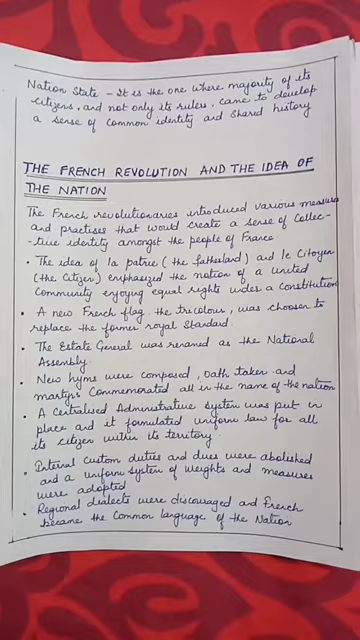 Nation State - It is the one where majority of its
citizens, and not only its rulers, came to develop
a sense of common identity and shared history
THE FRENCH REVOLUTION AND THE IDEA OF
THE NATION
The French revolutionaries introduced various measures
and practises that would create a sense of Collec-
-tive identity amongst the people of France
• The idea of la patrie (the fatherland) and le Citoyen
(the Citizen) emphasized the notion of a united
Community enjoying equal rights under a constitution
• A new French flag, the tricolour, was choosen to
replace the former royal Standard.
• The Estate General was renamed as the National
Assembly.
• New hyms were composed, oath taken and
martyrs Commemorated all in the name of the nation
• A Centralised Administrative system was put in
place and it formulated uniform law for all
its citizen within its territory.
• Internal custom duties and dues were abolished
and a uniform system of weights and measures
were adopted
• Regional dialects were discouraged and French
became the Common language of the Nation